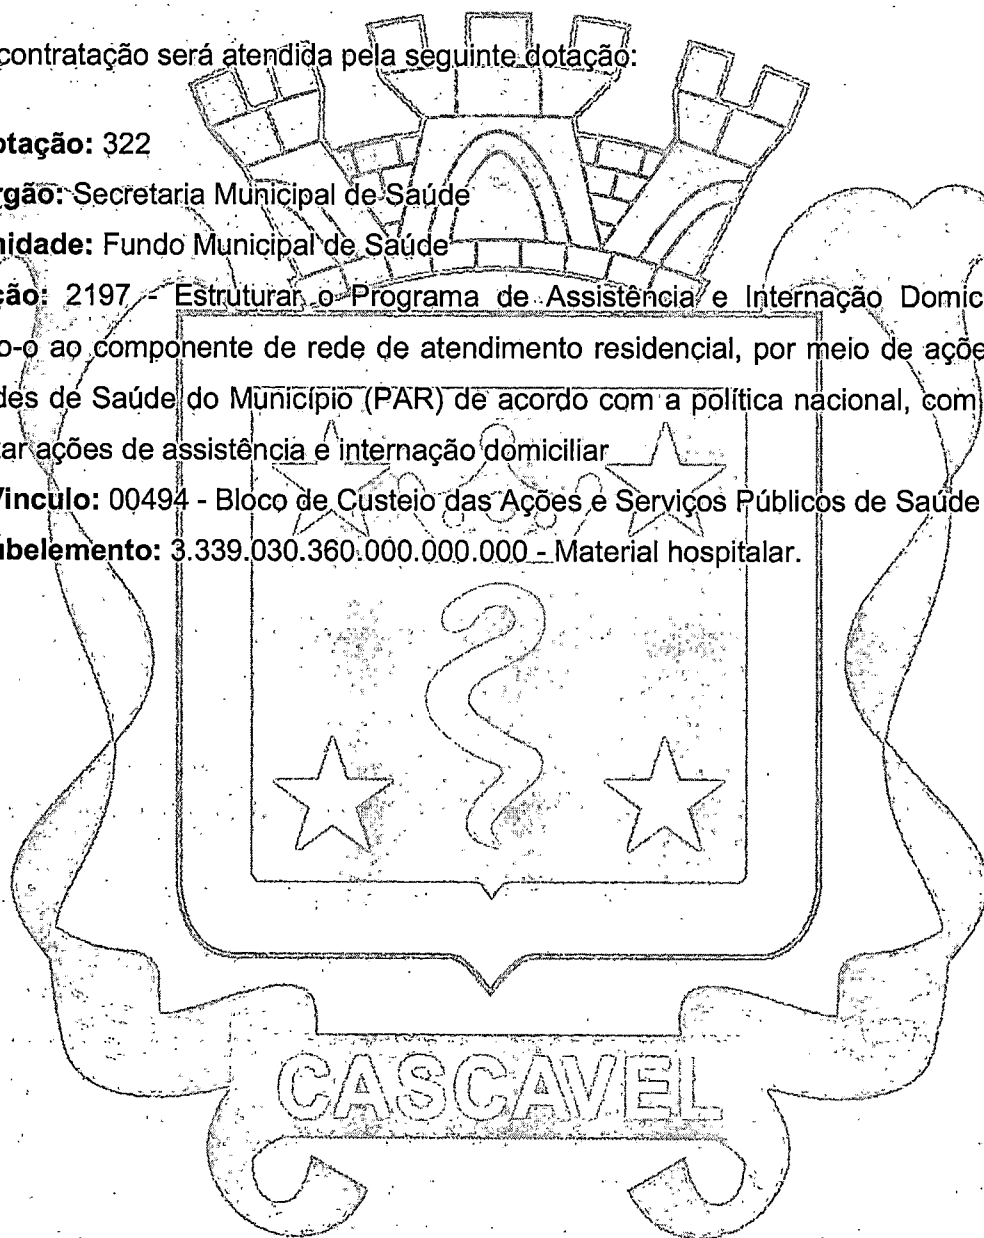 contratação será atendida pela seguinte dotação:
otação: 322
rgão: Secretaria Municipal de Saúde
nidade: Fundo Municipal de Saúde
ção: 2197 - Estruturar o Programa de Assistência e Internação Domic
o-o ao componente de rede de atendimento residencial, por meio de açõe
des de Saúde do Município (PAR) de acordo com a política nacional, com
tar ações de assistência e internação domiciliar
Vinculo: 00494 - Bloco de Custeio das Ações e Serviços Públicos de Saúde
ubelemento: 3.339.030.360.000.000.000 - Material hospitalar.
CASCAVEL